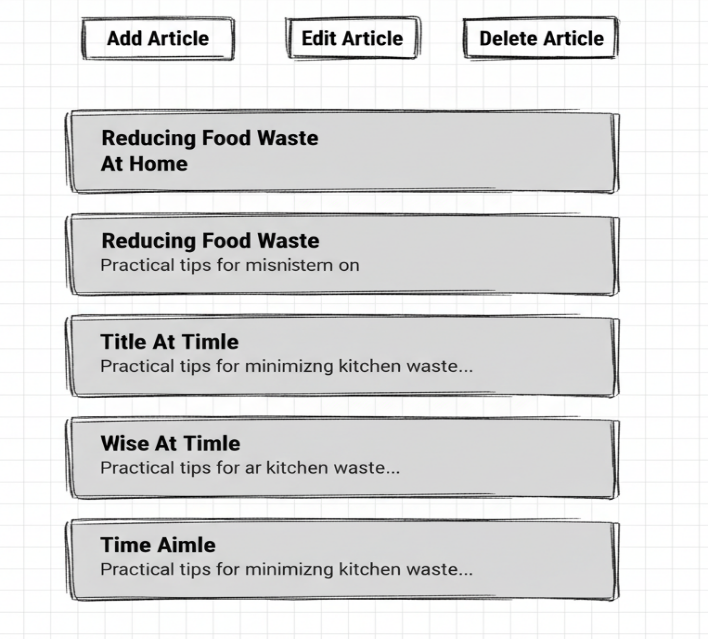 Add Article Edit Article Delete Article
Reducing Food Waste
At Home
Reducing Food Waste
Practical tips for misnistem on
Title At Timle
Practical tips for minimizng kitchen waste...
Wise At Timle
Practical tips for ar kitchen waste...
Time Aimle
Practical tips for minimizng kitchen waste...